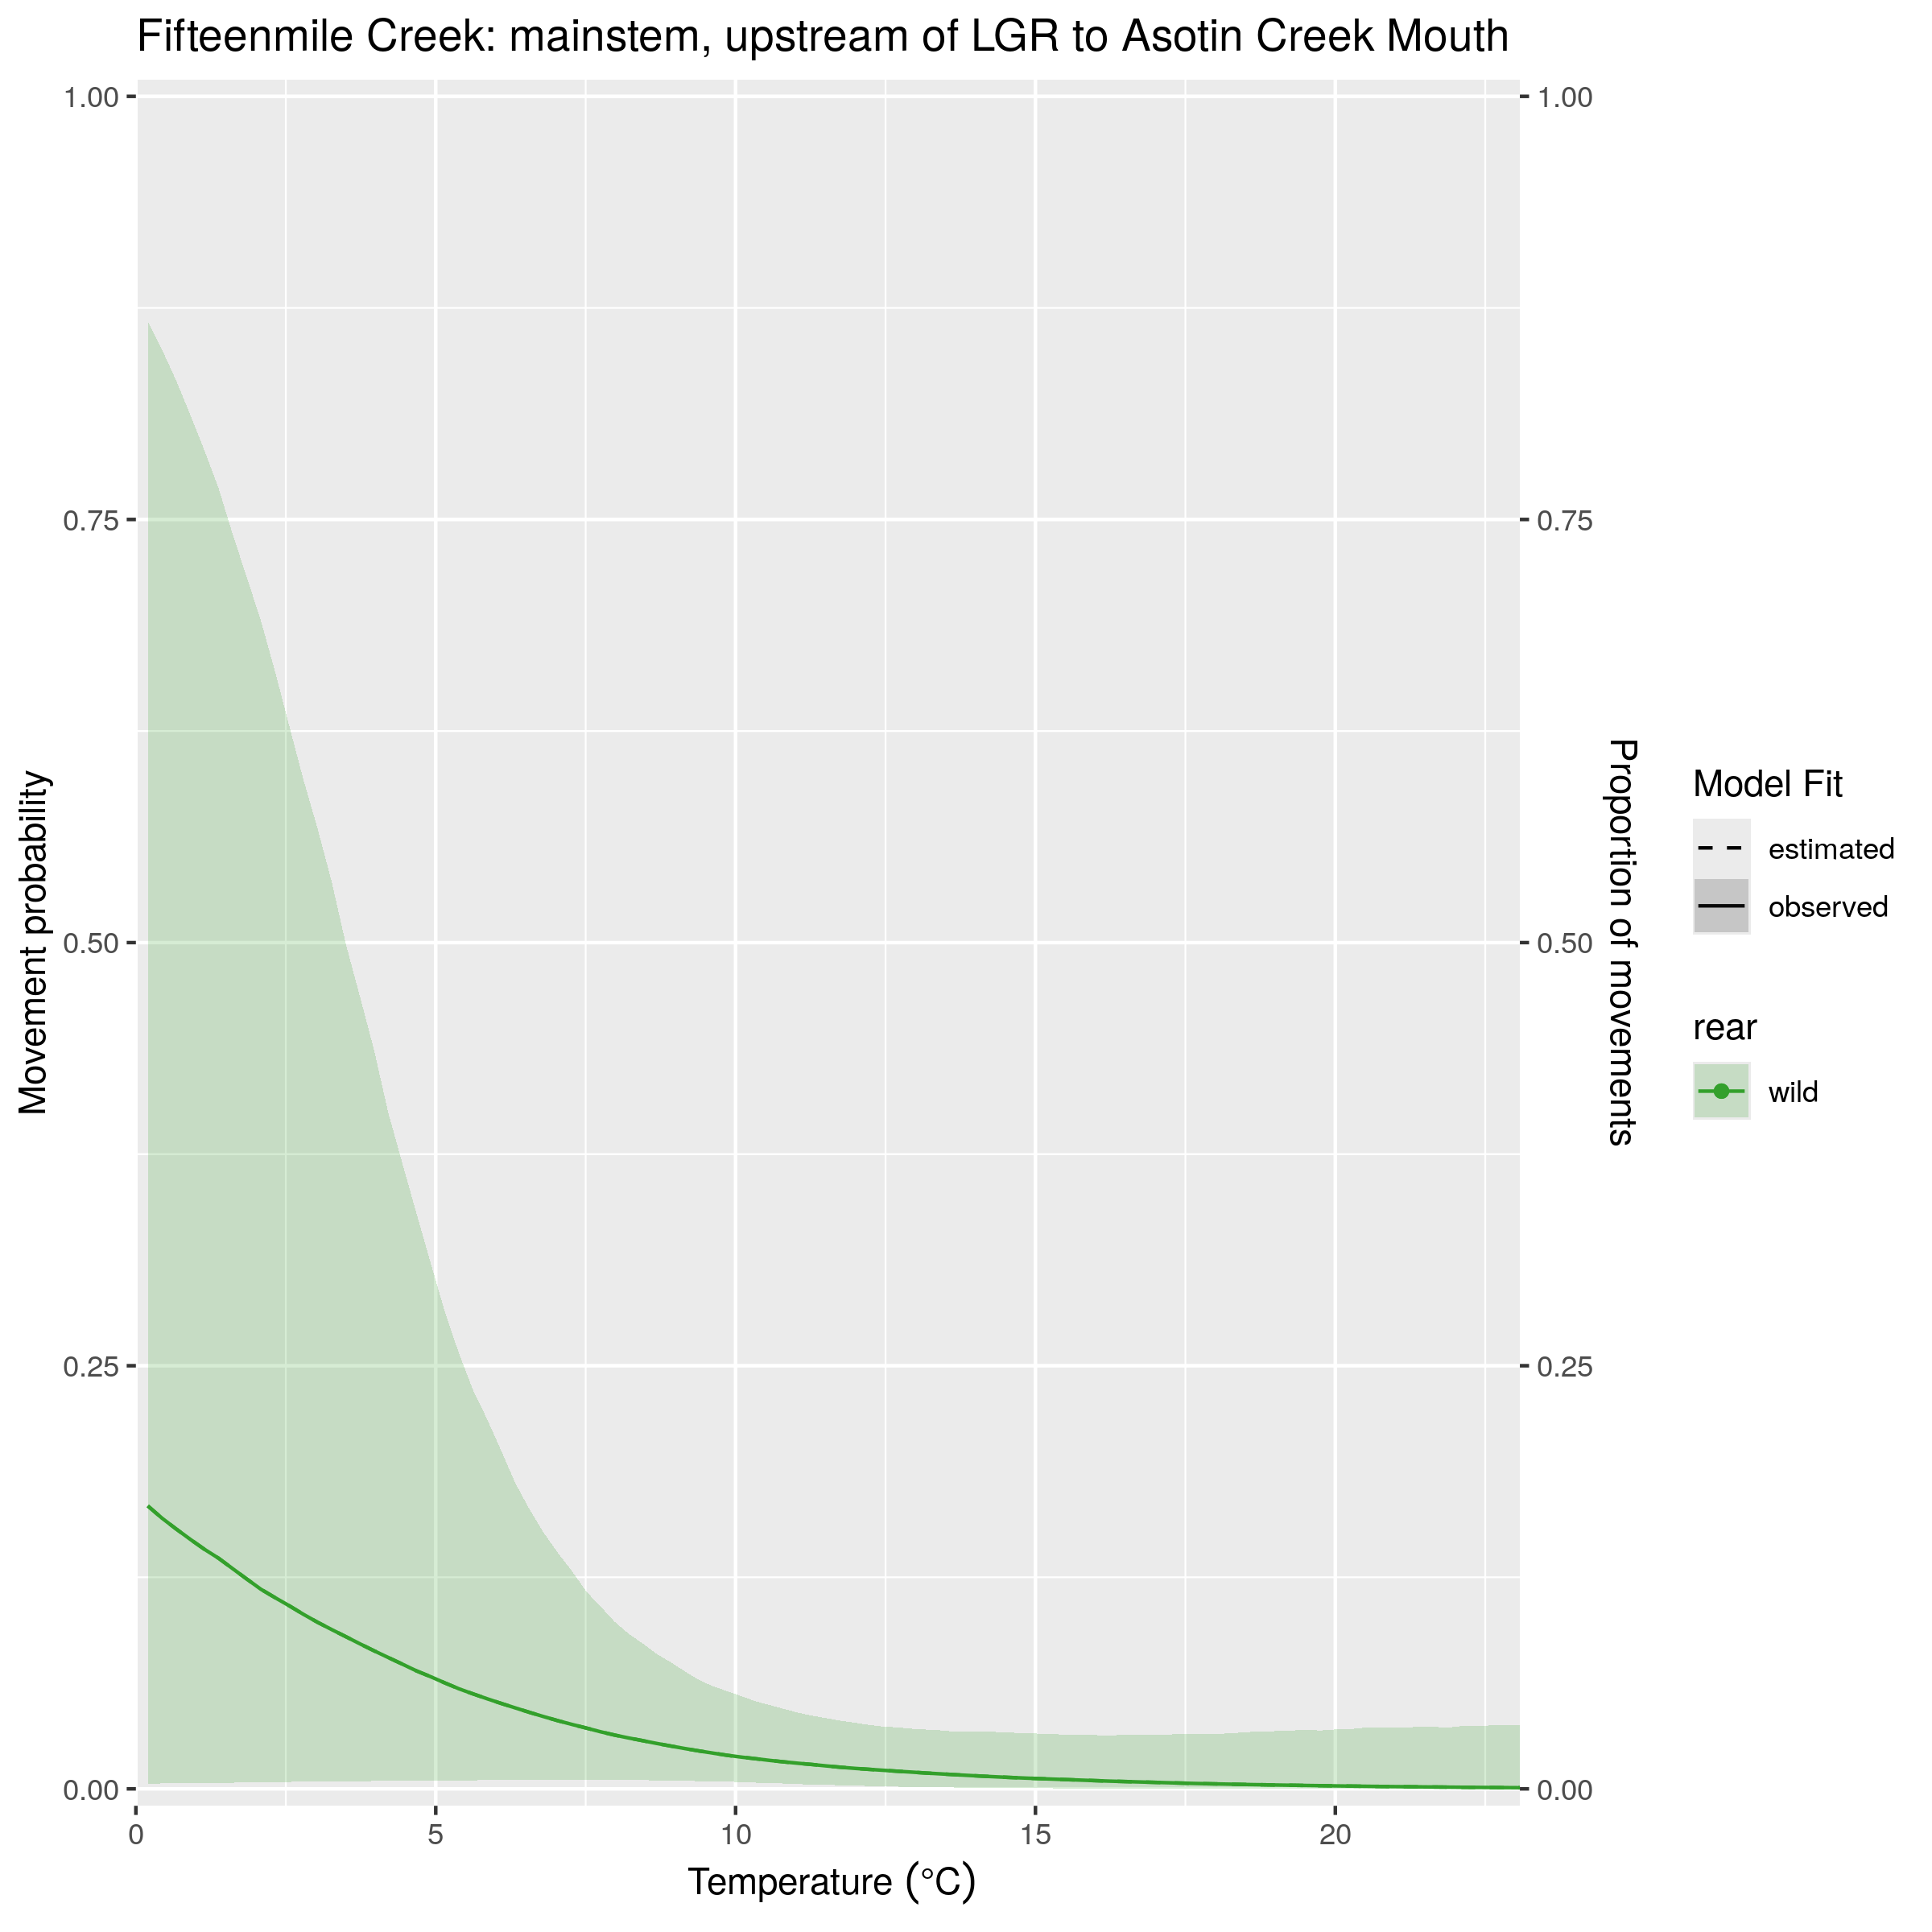 Fifteenmile Creek: mainstem, upstream of LGR to Asotin Creek Mouth
1.00
0.75
0.50
0.25
0.00
Movement probability
0
5
10
15
20
Temperature (°C)
1.00
0.75
0.50
0.25
0.00
Proportion of movements
Model Fit
estimated
observed
rear
wild